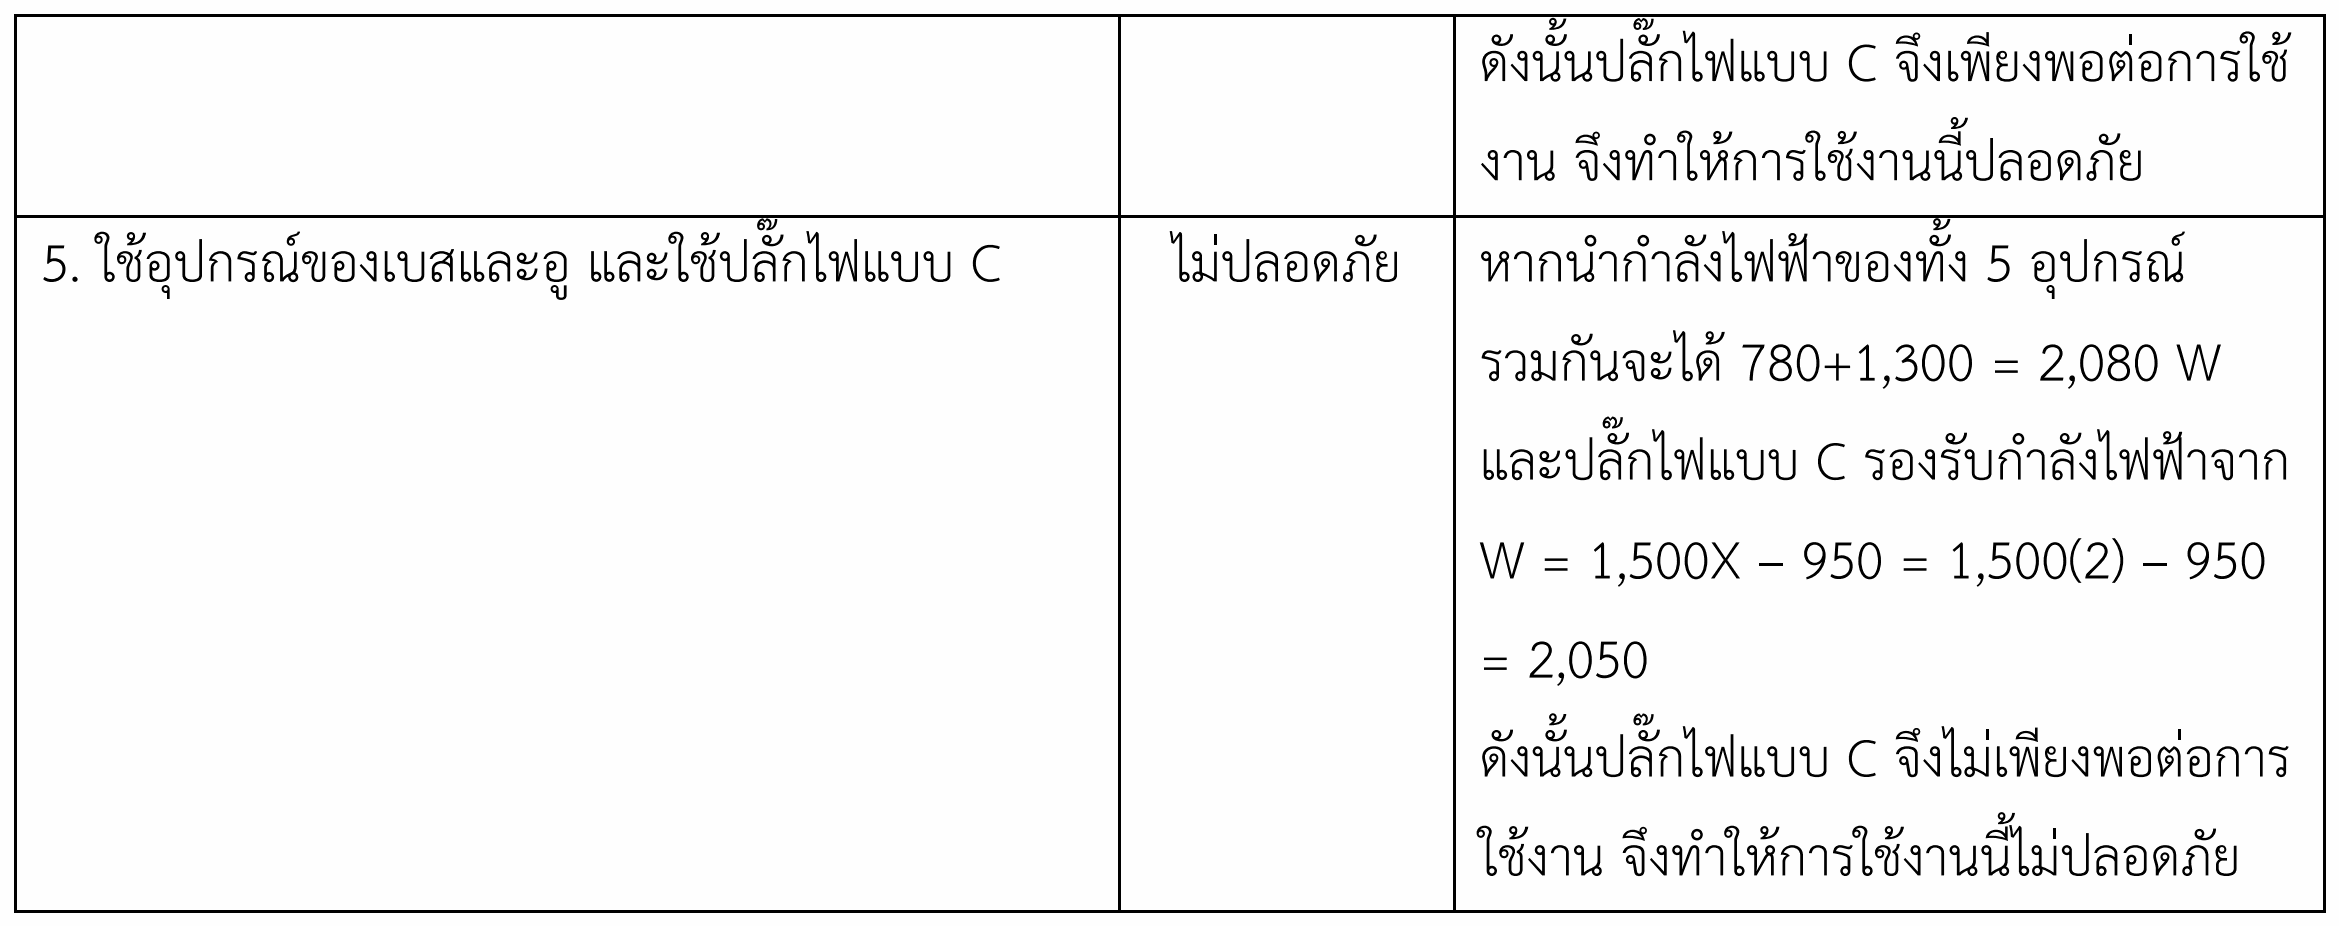 ดังนั้นปลั๊กไฟแบบ C จึงเพียงพอต่อการใช้
งาน จึงทำให้การใช้งานนี้ปลอดภัย
5. ใช้อุปกรณ์ของเบสและอู และใช้ปลั๊กไฟแบบ C
ไม่ปลอดภัย
หากนำกำลังไฟฟ้าของทั้ง 5 อุปกรณ์
รวมกันจะได้ 780+1,300 = 2,080 W
และปลั๊กไฟแบบ C รองรับกำลังไฟฟ้าจาก
W = 1,500X – 950 = 1,500(2) – 950
= 2,050
ดังนั้นปลั๊กไฟแบบ C จึงไม่เพียงพอต่อการ
ใช้งาน จึงทำให้การใช้งานนี้ไม่ปลอดภัย